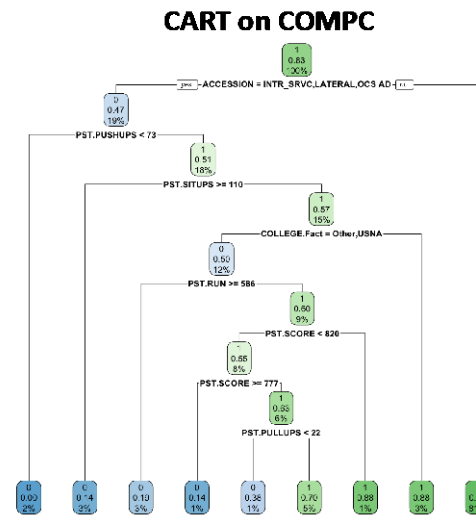 CART on COMPC
1
0.83
100%
yes ACCESSION = INTR_SRVC,LATERAL,OCS AD
0
0.47
19%
PST.PUSHUPS < 73
1
0.51
18%
PST.SITUPS >= 110
1
0.57
15%
COLLEGE.Fact = Other,USNA
0
0.50
12%
PST.RUN >= 586
1
0.60
9%
PST.SCORE < 820
1
0.55
8%
PST.SCORE >= 777
1
0.63
6%
PST.PULLUPS < 22
0 0 0 0 0 1 1 1
0.00 0.14 0.19 0.14 0.38 0.70 0.88 0.88
2% 3% 3% 1% 1% 5% 1% 3%